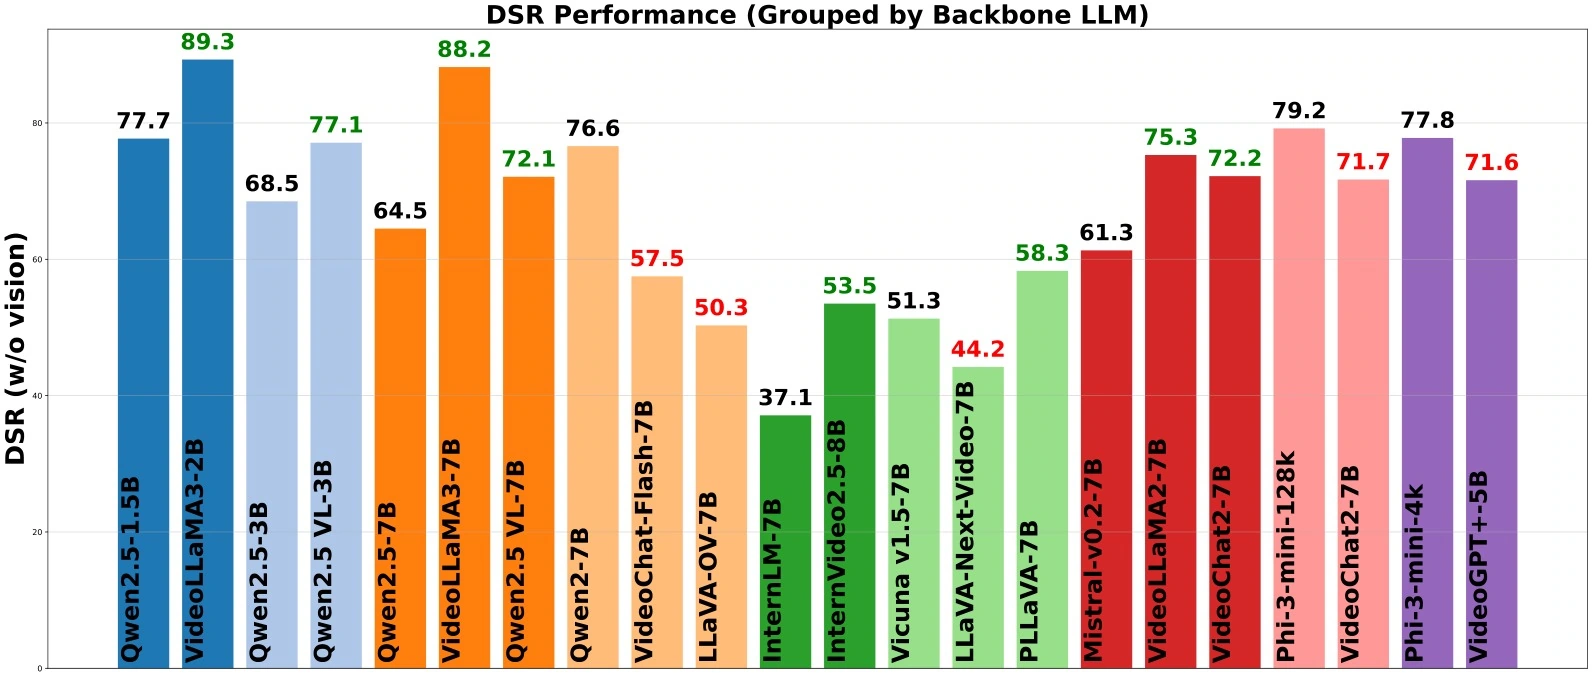 DSR Performance (Grouped by Backbone LLM)
DSR (w/o vision)
80
60
40
20
0
77.7
89.3
68.5
77.1
64.5
88.2
72.1
76.6
57.5
50.3
37.1
53.5
51.3
44.2
58.3
61.3
75.3
72.2
79.2
71.7
77.8
71.6
Qwen2.5-1.5B
VideoLLaMA3-2B
Qwen2.5-3B
Qwen2.5 VL-3B
Qwen2.5-7B
VideoLLaMA3-7B
Qwen2.5 VL-7B
Qwen2-7B
VideoChat-Flash-7B
LLaVA-OV-7B
InternLM-7B
InternVideo2.5-8B
Vicuna v1.5-7B
LLaVA-Next-Video-7B
PLLaVA-7B
Mistral-v0.2-7B
VideoLLaMA2-7B
VideoChat2-7B
Phi-3-mini-128k
VideoChat2-7B
Phi-3-mini-4k
VideoGPT+-5B